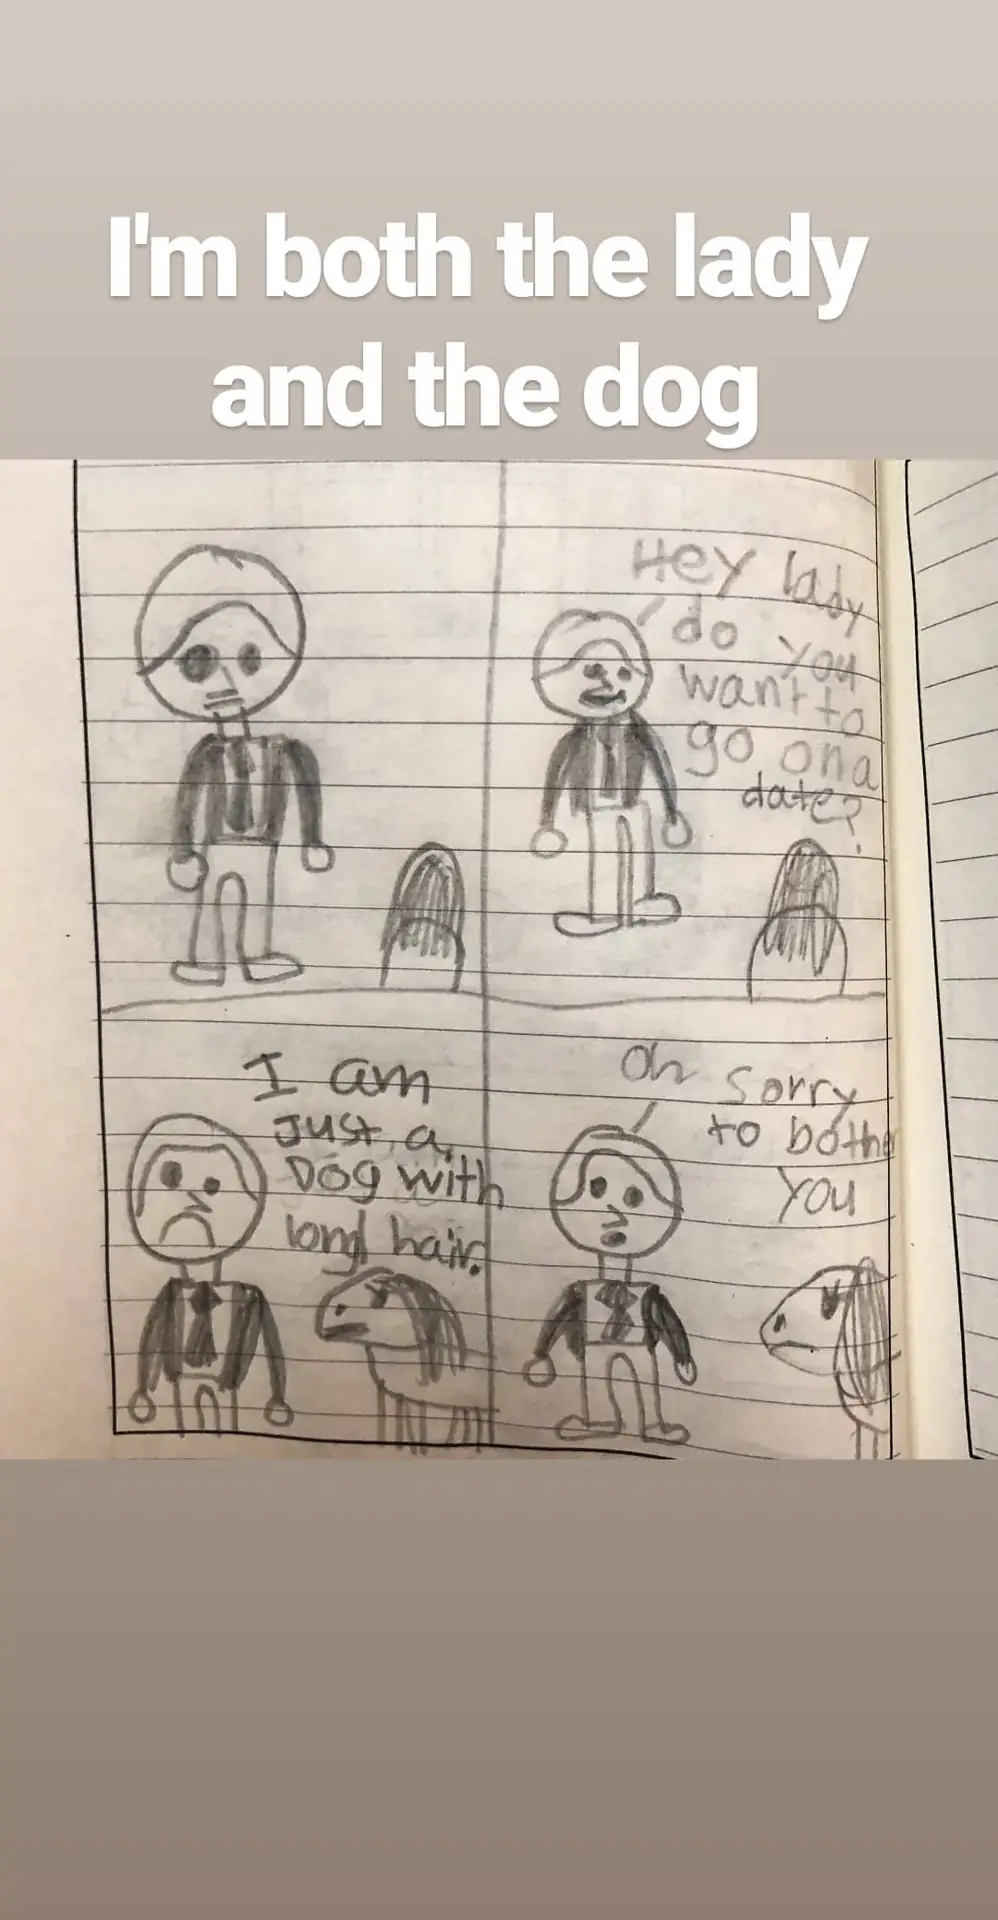 I'm both the lady
and the dog
Hey lady
do you
want to
go on a
date?
I am
Just a
Dog with
long hair.
Oh sorry
to bother
you